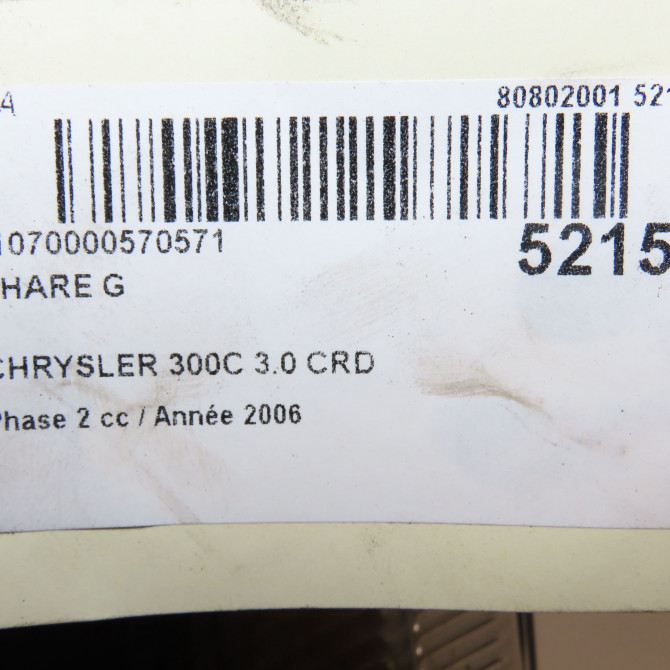 A 80802001 521
1070000570571
5215
HARE G
CHRYSLER 300C 3.0 CRD
Phase 2 cc / Année 2006